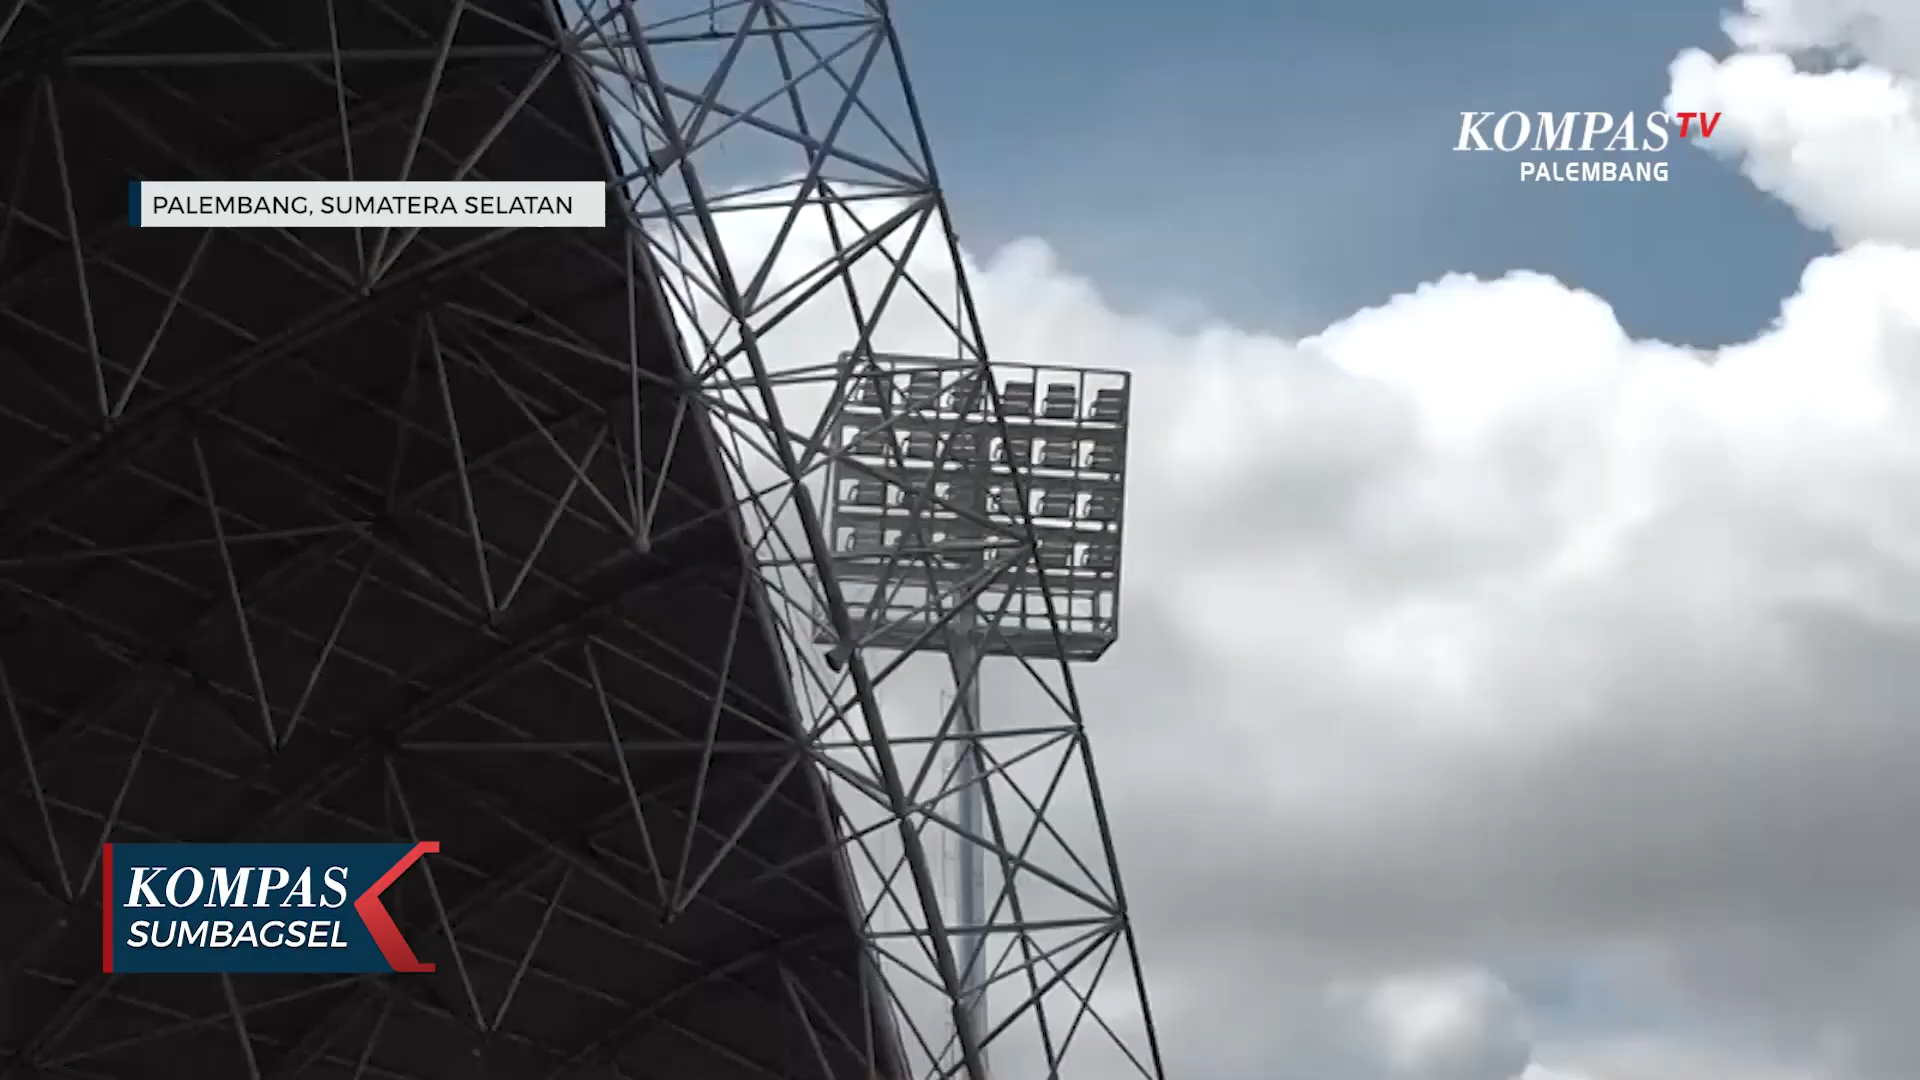 KOMPAS TV
PALEMBANG
PALEMBANG, SUMATERA SELATAN
KOMPAS
SUMBAGSEL